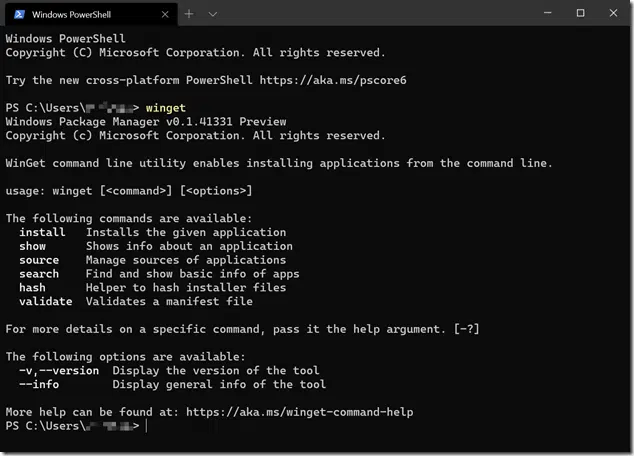 Windows PowerShell
Windows PowerShell
Copyright (C) Microsoft Corporation. All rights reserved.
Try the new cross-platform PowerShell https://aka.ms/pscore6
PS C:\Users\> winget
Windows Package Manager v0.1.41331 Preview
Copyright (c) Microsoft Corporation. All rights reserved.
WinGet command line utility enables installing applications from the command line.
usage: winget [<command>] [<options>]
The following commands are available:
install Installs the given application
show Shows info about an application
source Manage sources of applications
search Find and show basic info of apps
hash Helper to hash installer files
validate Validates a manifest file
For more details on a specific command, pass it the help argument. [-?]
The following options are available:
-v,--version Display the version of the tool
--info Display general info of the tool
More help can be found at: https://aka.ms/winget-command-help
PS C:\Users\>